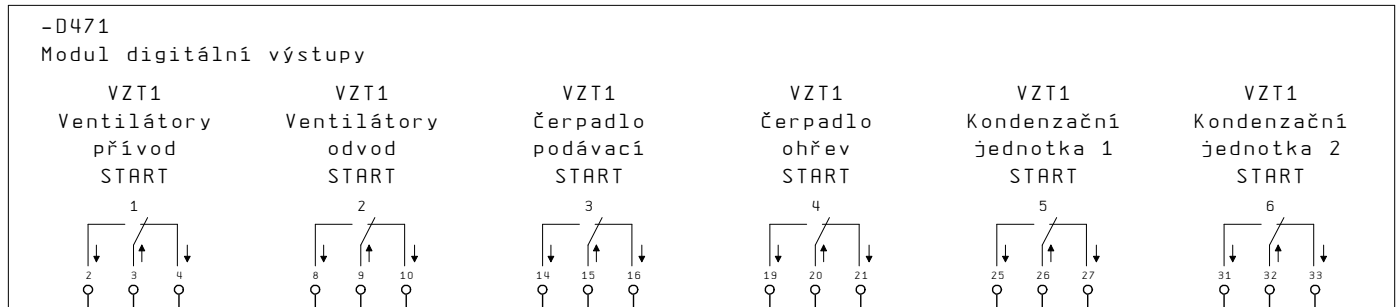 -D471
Modul digitální výstupy
VZT1 VZT1 VZT1 VZT1 VZT1 VZT1
Ventilátory Ventilátory Čerpadlo Čerpadlo Kondenzační Kondenzační
přívod odvod podávací ohřev jednotka 1 jednotka 2
START START START START START START
1 2 3 4 5 6
2 3 4 8 9 10 14 15 16 19 20 21 25 26 27 31 32 33